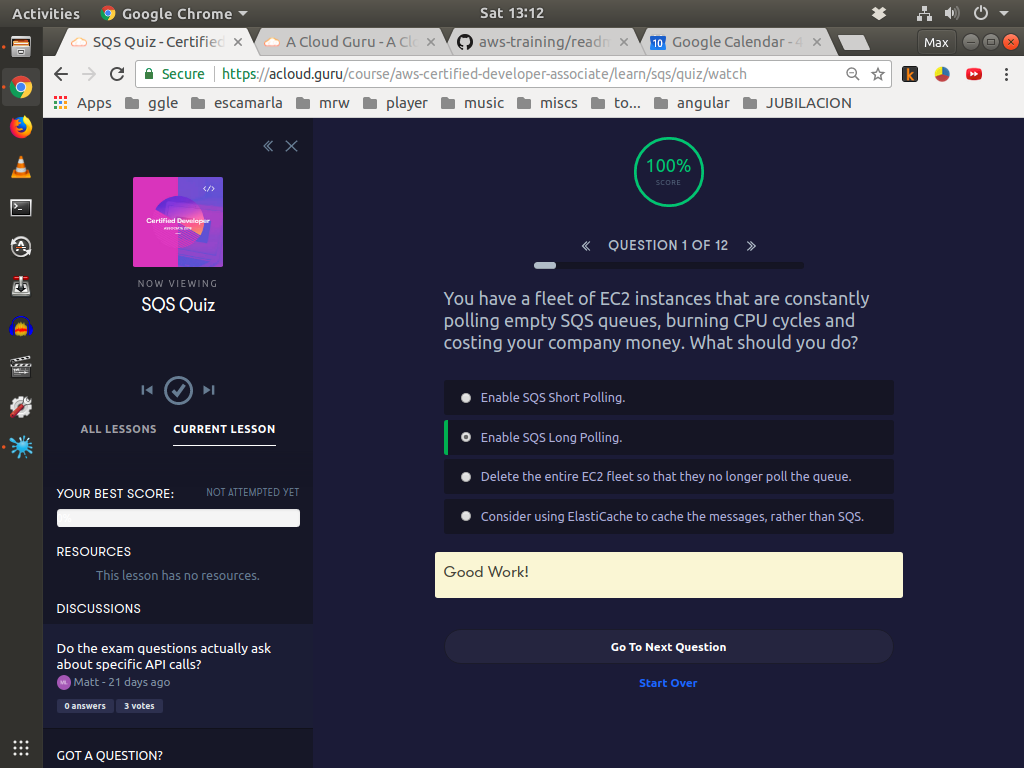 Activities Google Chrome Sat 13:12
SQS Quiz - Certified A Cloud Guru - A Cl aws-training/readm Google Calendar - 4 Max
Secure https://acloud.guru/course/aws-certified-developer-associate/learn/sqs/quiz/watch
Apps ggle escamarla mrw player music miscs to... angular JUBILACION
</>
Certified Developer
NOW VIEWING
SQS Quiz
ALL LESSONS CURRENT LESSON
YOUR BEST SCORE: NOT ATTEMPTED YET
RESOURCES
This lesson has no resources.
DISCUSSIONS
Do the exam questions actually ask
about specific API calls?
ML Matt - 21 days ago
0 answers 3 votes
GOT A QUESTION?
100%
SCORE
QUESTION 1 OF 12
You have a fleet of EC2 instances that are constantly
polling empty SQS queues, burning CPU cycles and
costing your company money. What should you do?
Enable SQS Short Polling.
Enable SQS Long Polling.
Delete the entire EC2 fleet so that they no longer poll the queue.
Consider using ElastiCache to cache the messages, rather than SQS.
Good Work!
Go To Next Question
Start Over